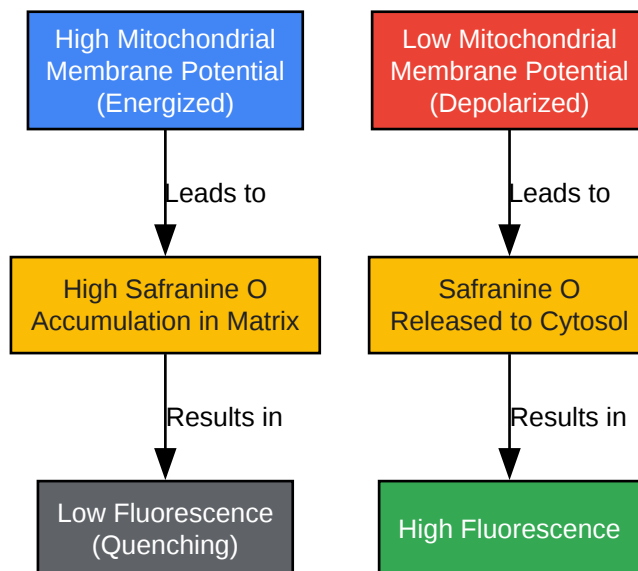 High Mitochondrial
Membrane Potential
(Energized)
Leads to
High Safranine O
Accumulation in Matrix
Results in
Low Fluorescence
(Quenching)
Low Mitochondrial
Membrane Potential
(Depolarized)
Leads to
Safranine O
Released to Cytosol
Results in
High Fluorescence